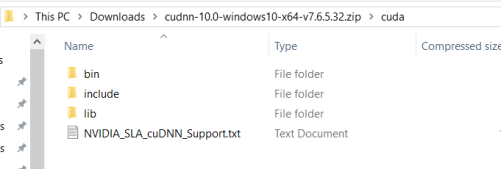 This PC > Downloads > cudnn-10.0-windows10-x64-v7.6.5.32.zip > cuda
Name Type Compressed size
bin File folder
include File folder
lib File folder
NVIDIA_SLA_cuDNN_Support.txt Text Document